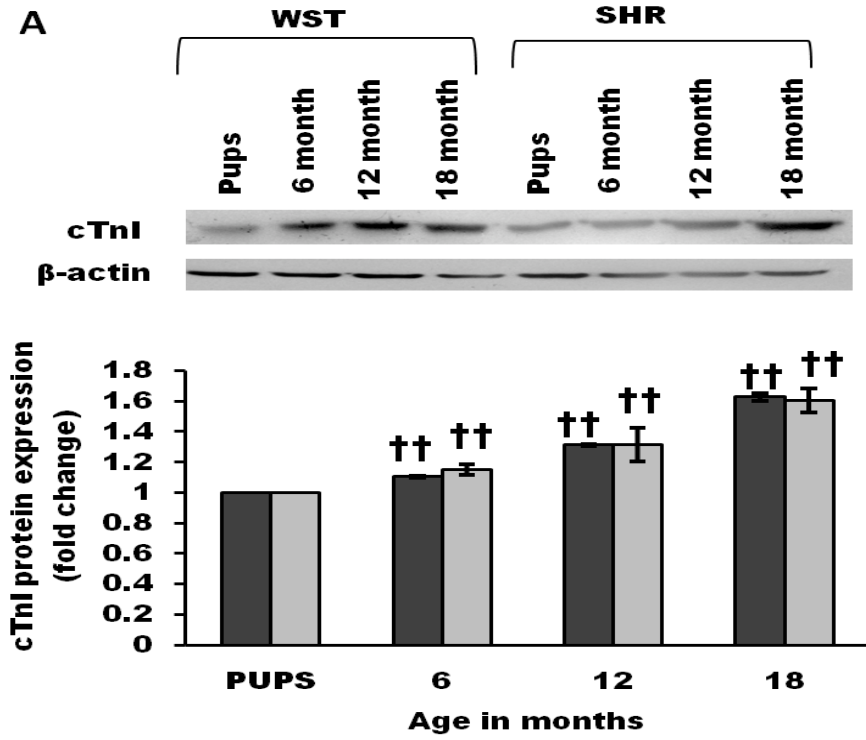 A
WST SHR
Pups 6 month 12 month 18 month Pups 6 month 12 month 18 month
cTnI
β-actin
cTnI protein expression
(fold change)
1.8
1.6
1.4
1.2
1
0.8
0.6
0.4
0.2
0
†† †† †† †† †† ††
PUPS 6 12 18
Age in months